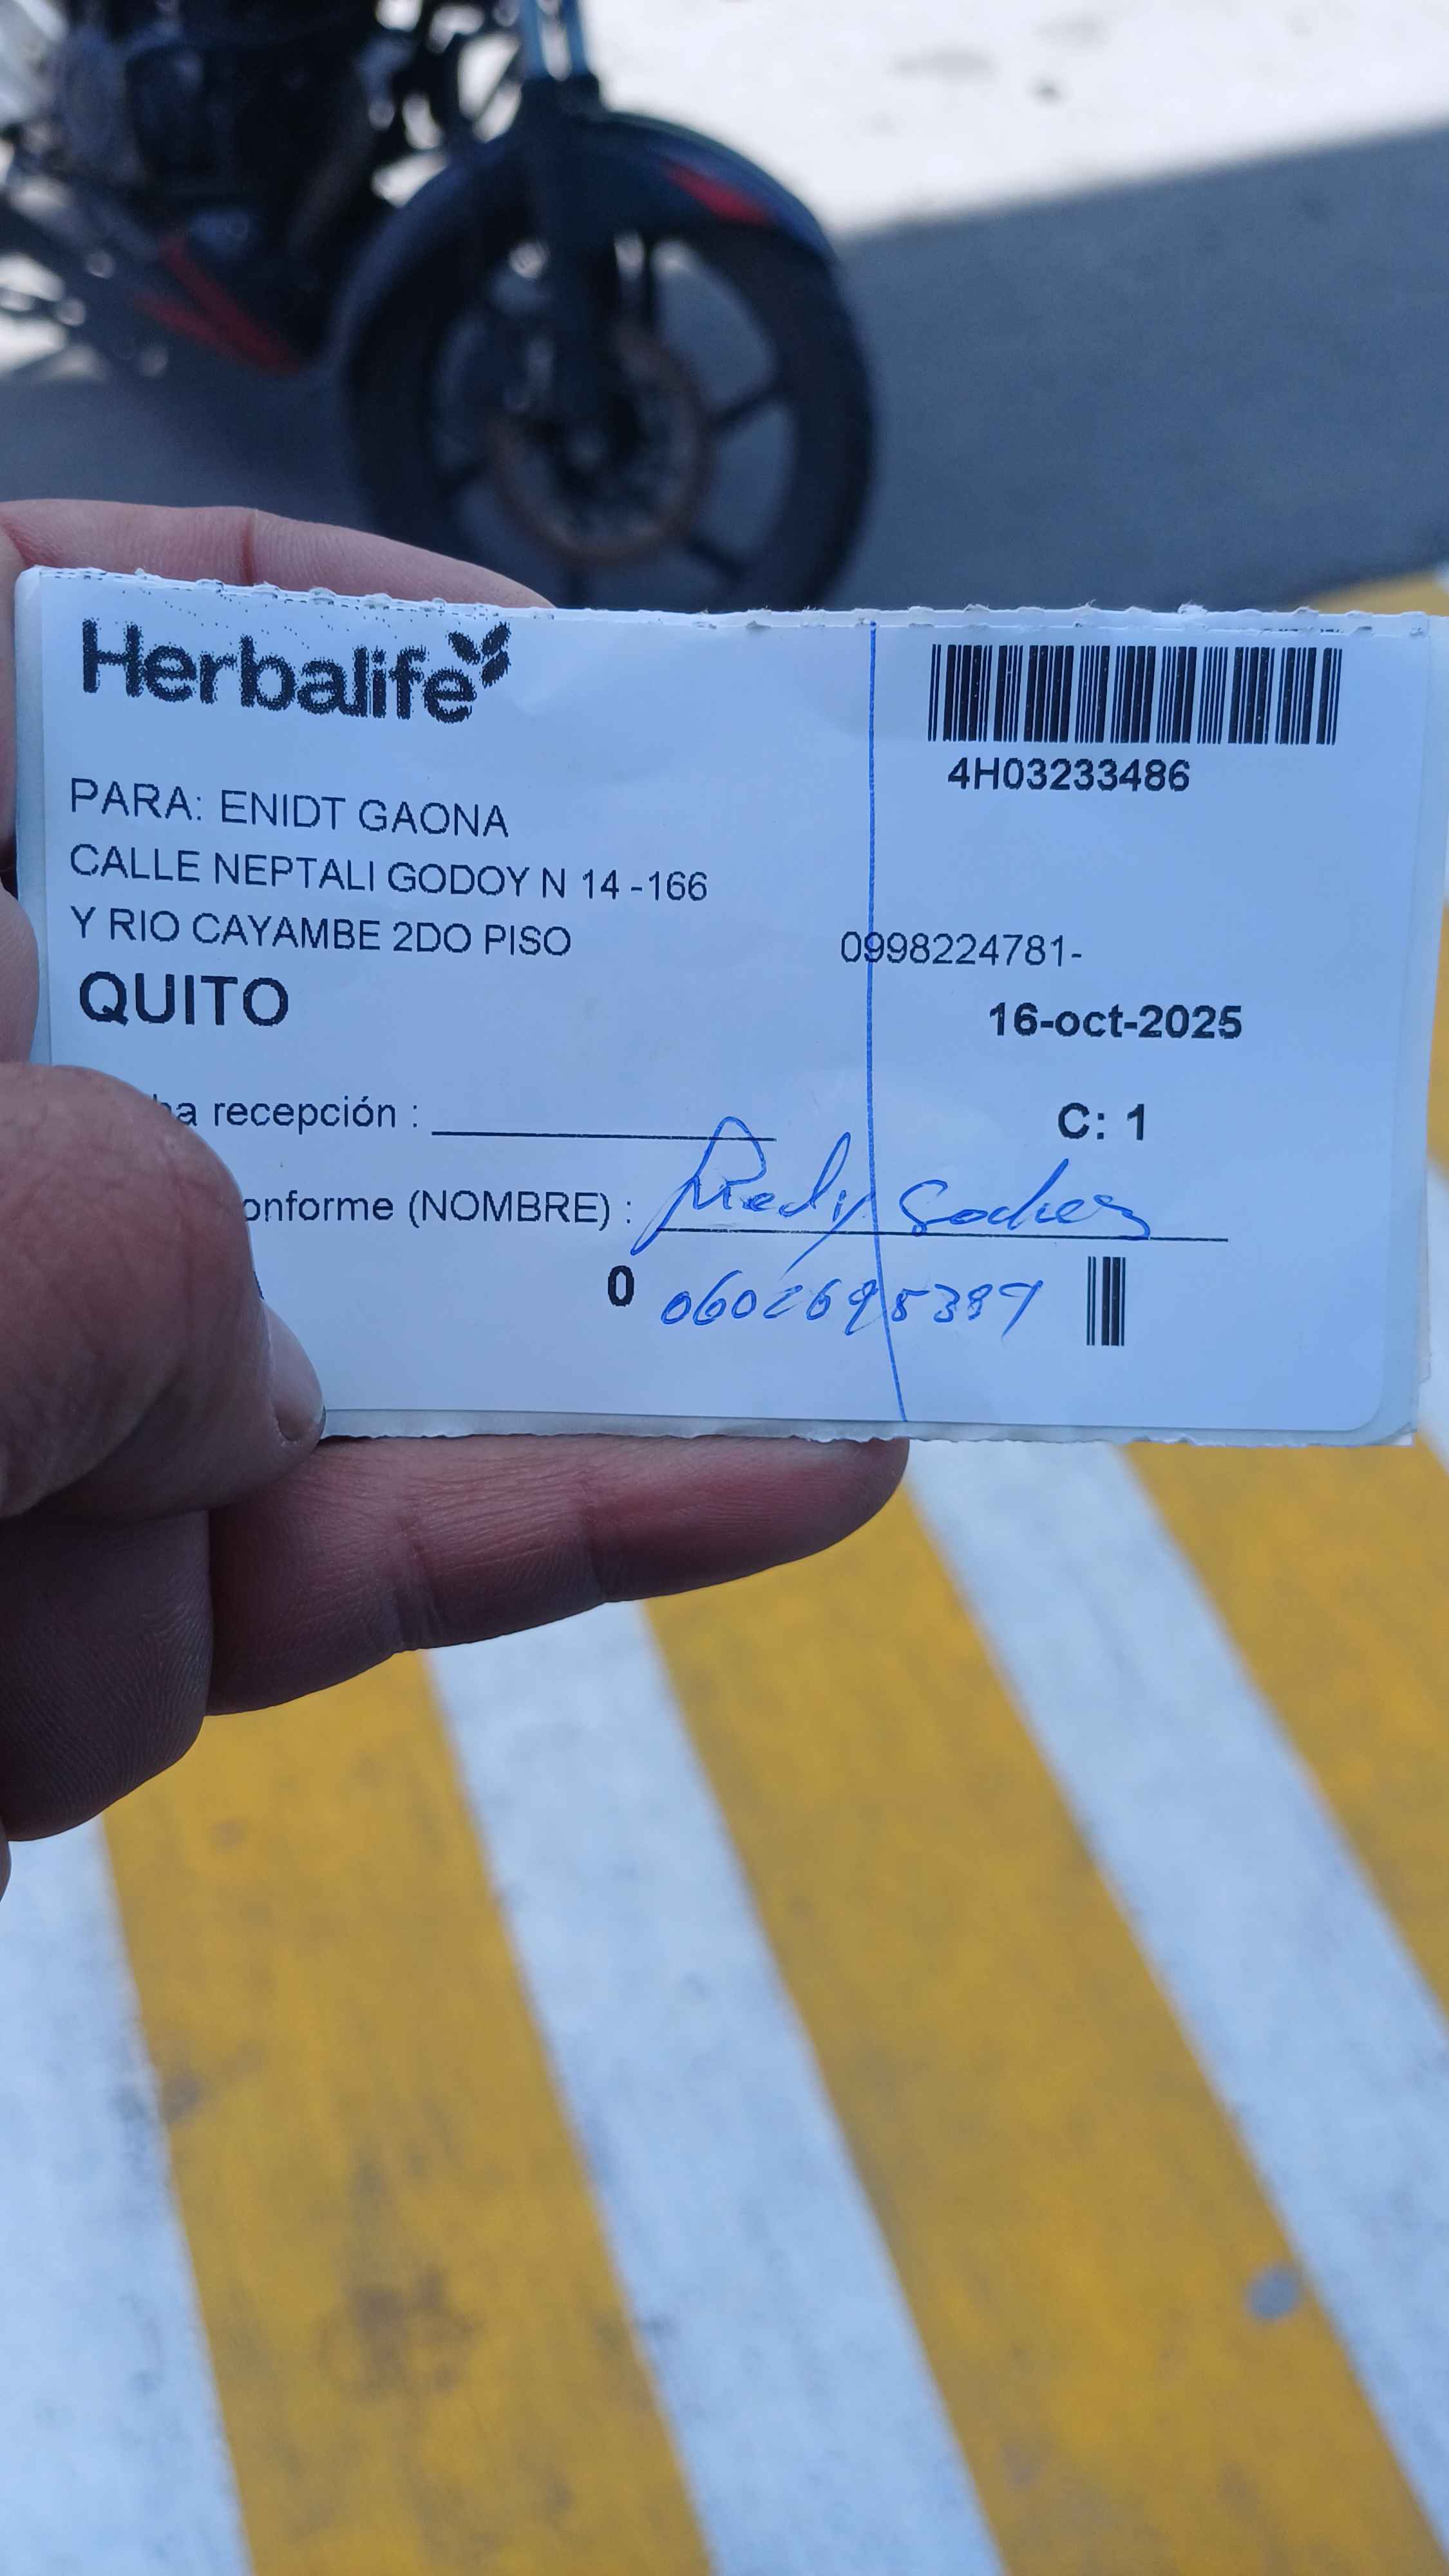 Herbalife
4H03233486
PARA: ENIDT GAONA
CALLE NEPTALI GODOY N 14 -166
Y RIO CAYAMBE 2DO PISO
0998224781-
QUITO
16-oct-2025
ha recepción :
C: 1
onforme (NOMBRE) :
0